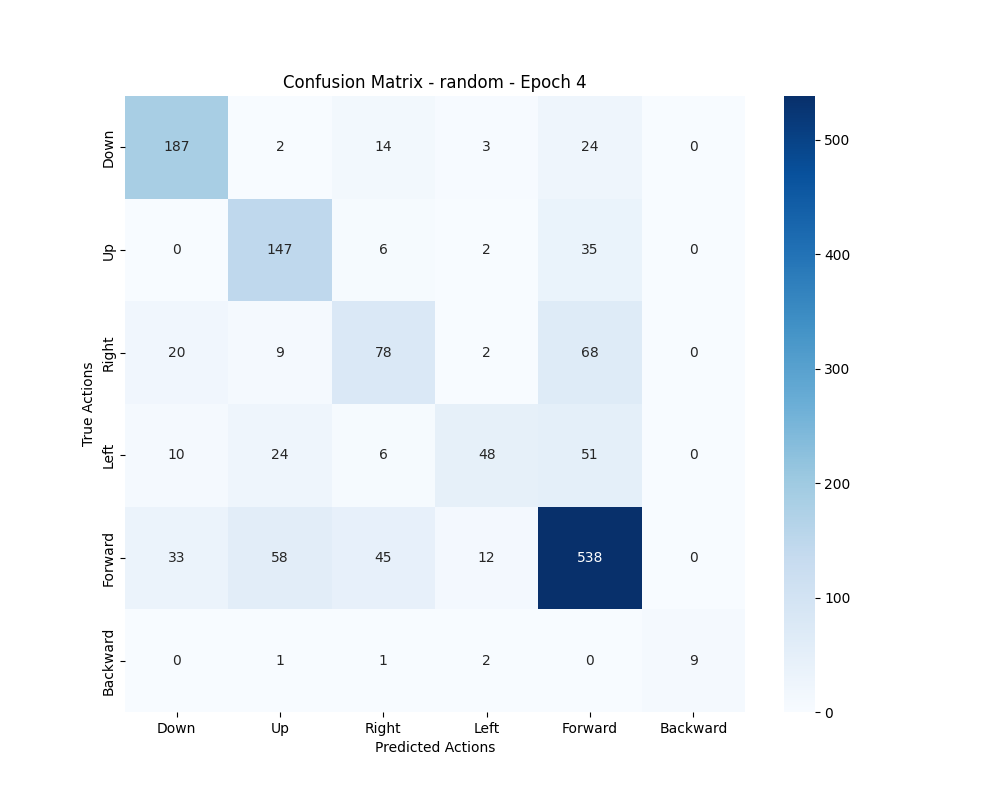 Confusion Matrix - random - Epoch 4
Down 187 2 14 3 24 0
Up 0 147 6 2 35 0
Right 20 9 78 2 68 0
Left 10 24 6 48 51 0
Forward 33 58 45 12 538 0
Backward 0 1 1 2 0 9
Down Up Right Left Forward Backward
Predicted Actions
True Actions
500
400
300
200
100
0